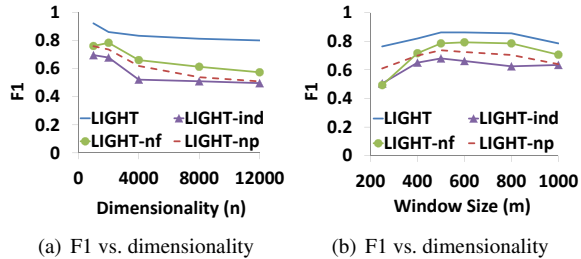 1
0.8
0.6
0.4
0.2
0
F1
LIGHT
LIGHT-ind
LIGHT-nf
LIGHT-np
0 4000 8000 12000
Dimensionality (n)
(a) F1 vs. dimensionality
1
0.8
0.6
0.4
0.2
0
F1
LIGHT
LIGHT-ind
LIGHT-nf
LIGHT-np
200 400 600 800 1000
Window Size (m)
(b) F1 vs. dimensionality